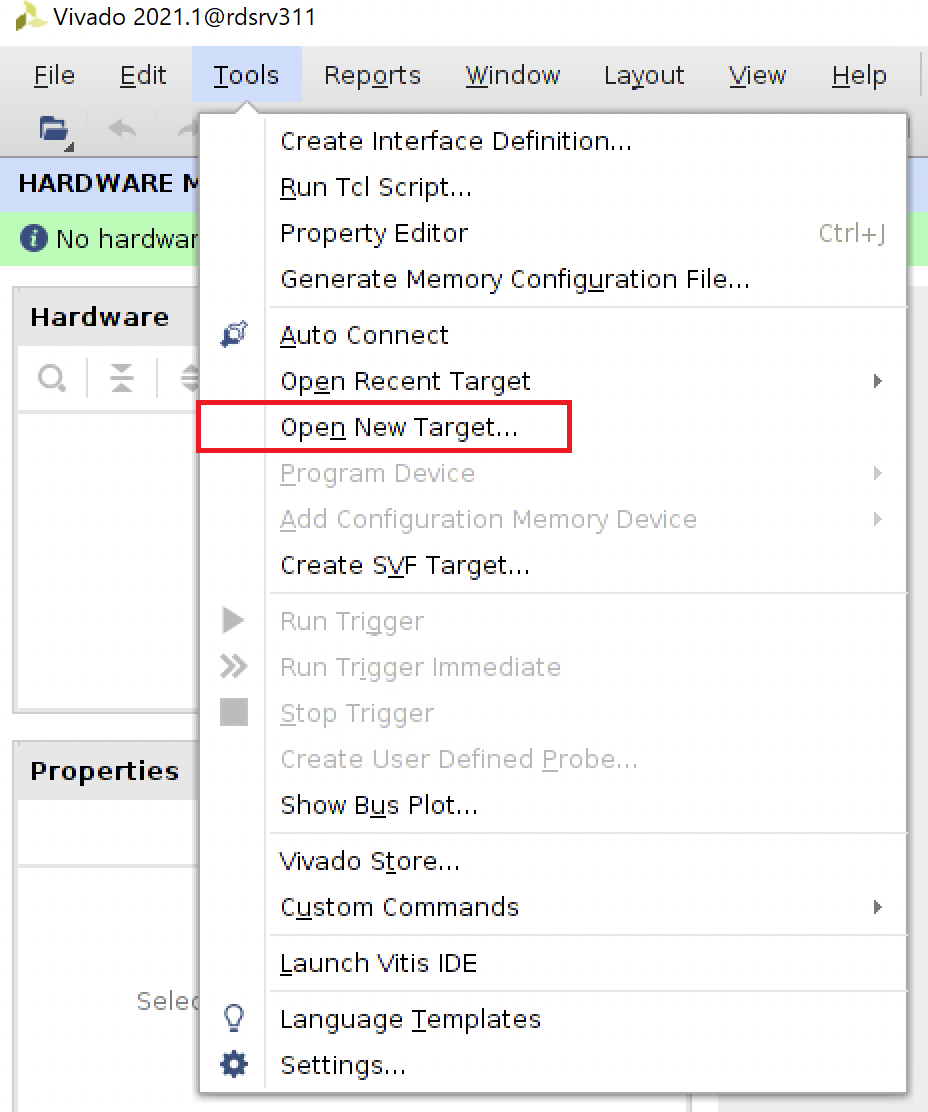 Vivado 2021.1@rdsrv311
File Edit Tools Reports Window Layout View Help
HARDWARE
No hardwar
Create Interface Definition...
Run Tcl Script...
Property Editor Ctrl+J
Generate Memory Configuration File...
Hardware
Auto Connect
Open Recent Target
Open New Target...
Program Device
Add Configuration Memory Device
Create SVF Target...
Run Trigger
Run Trigger Immediate
Stop Trigger
Create User Defined Probe...
Properties
Show Bus Plot...
Vivado Store...
Custom Commands
Launch Vitis IDE
Selec
Language Templates
Settings...